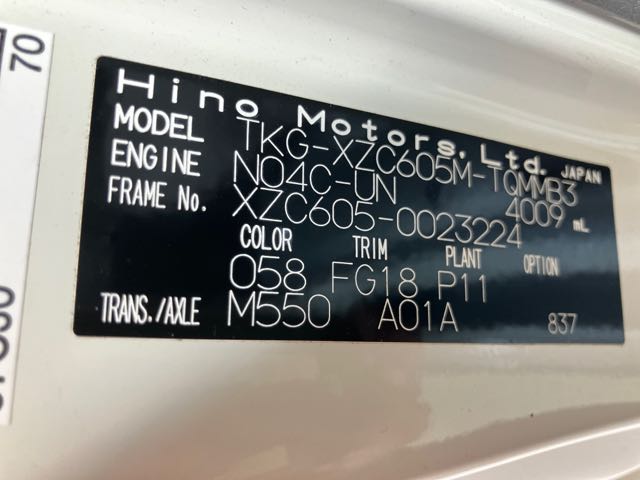 70
Hino Motors, Ltd. JAPAN
MODEL TKG-XZC605M-TQMMB3
ENGINE N04C-UN 4009 mL
FRAME No. XZC605-0023224
COLOR TRIM PLANT OPTION
058 FG18 P11
TRANS./AXLE M550 A01A 837